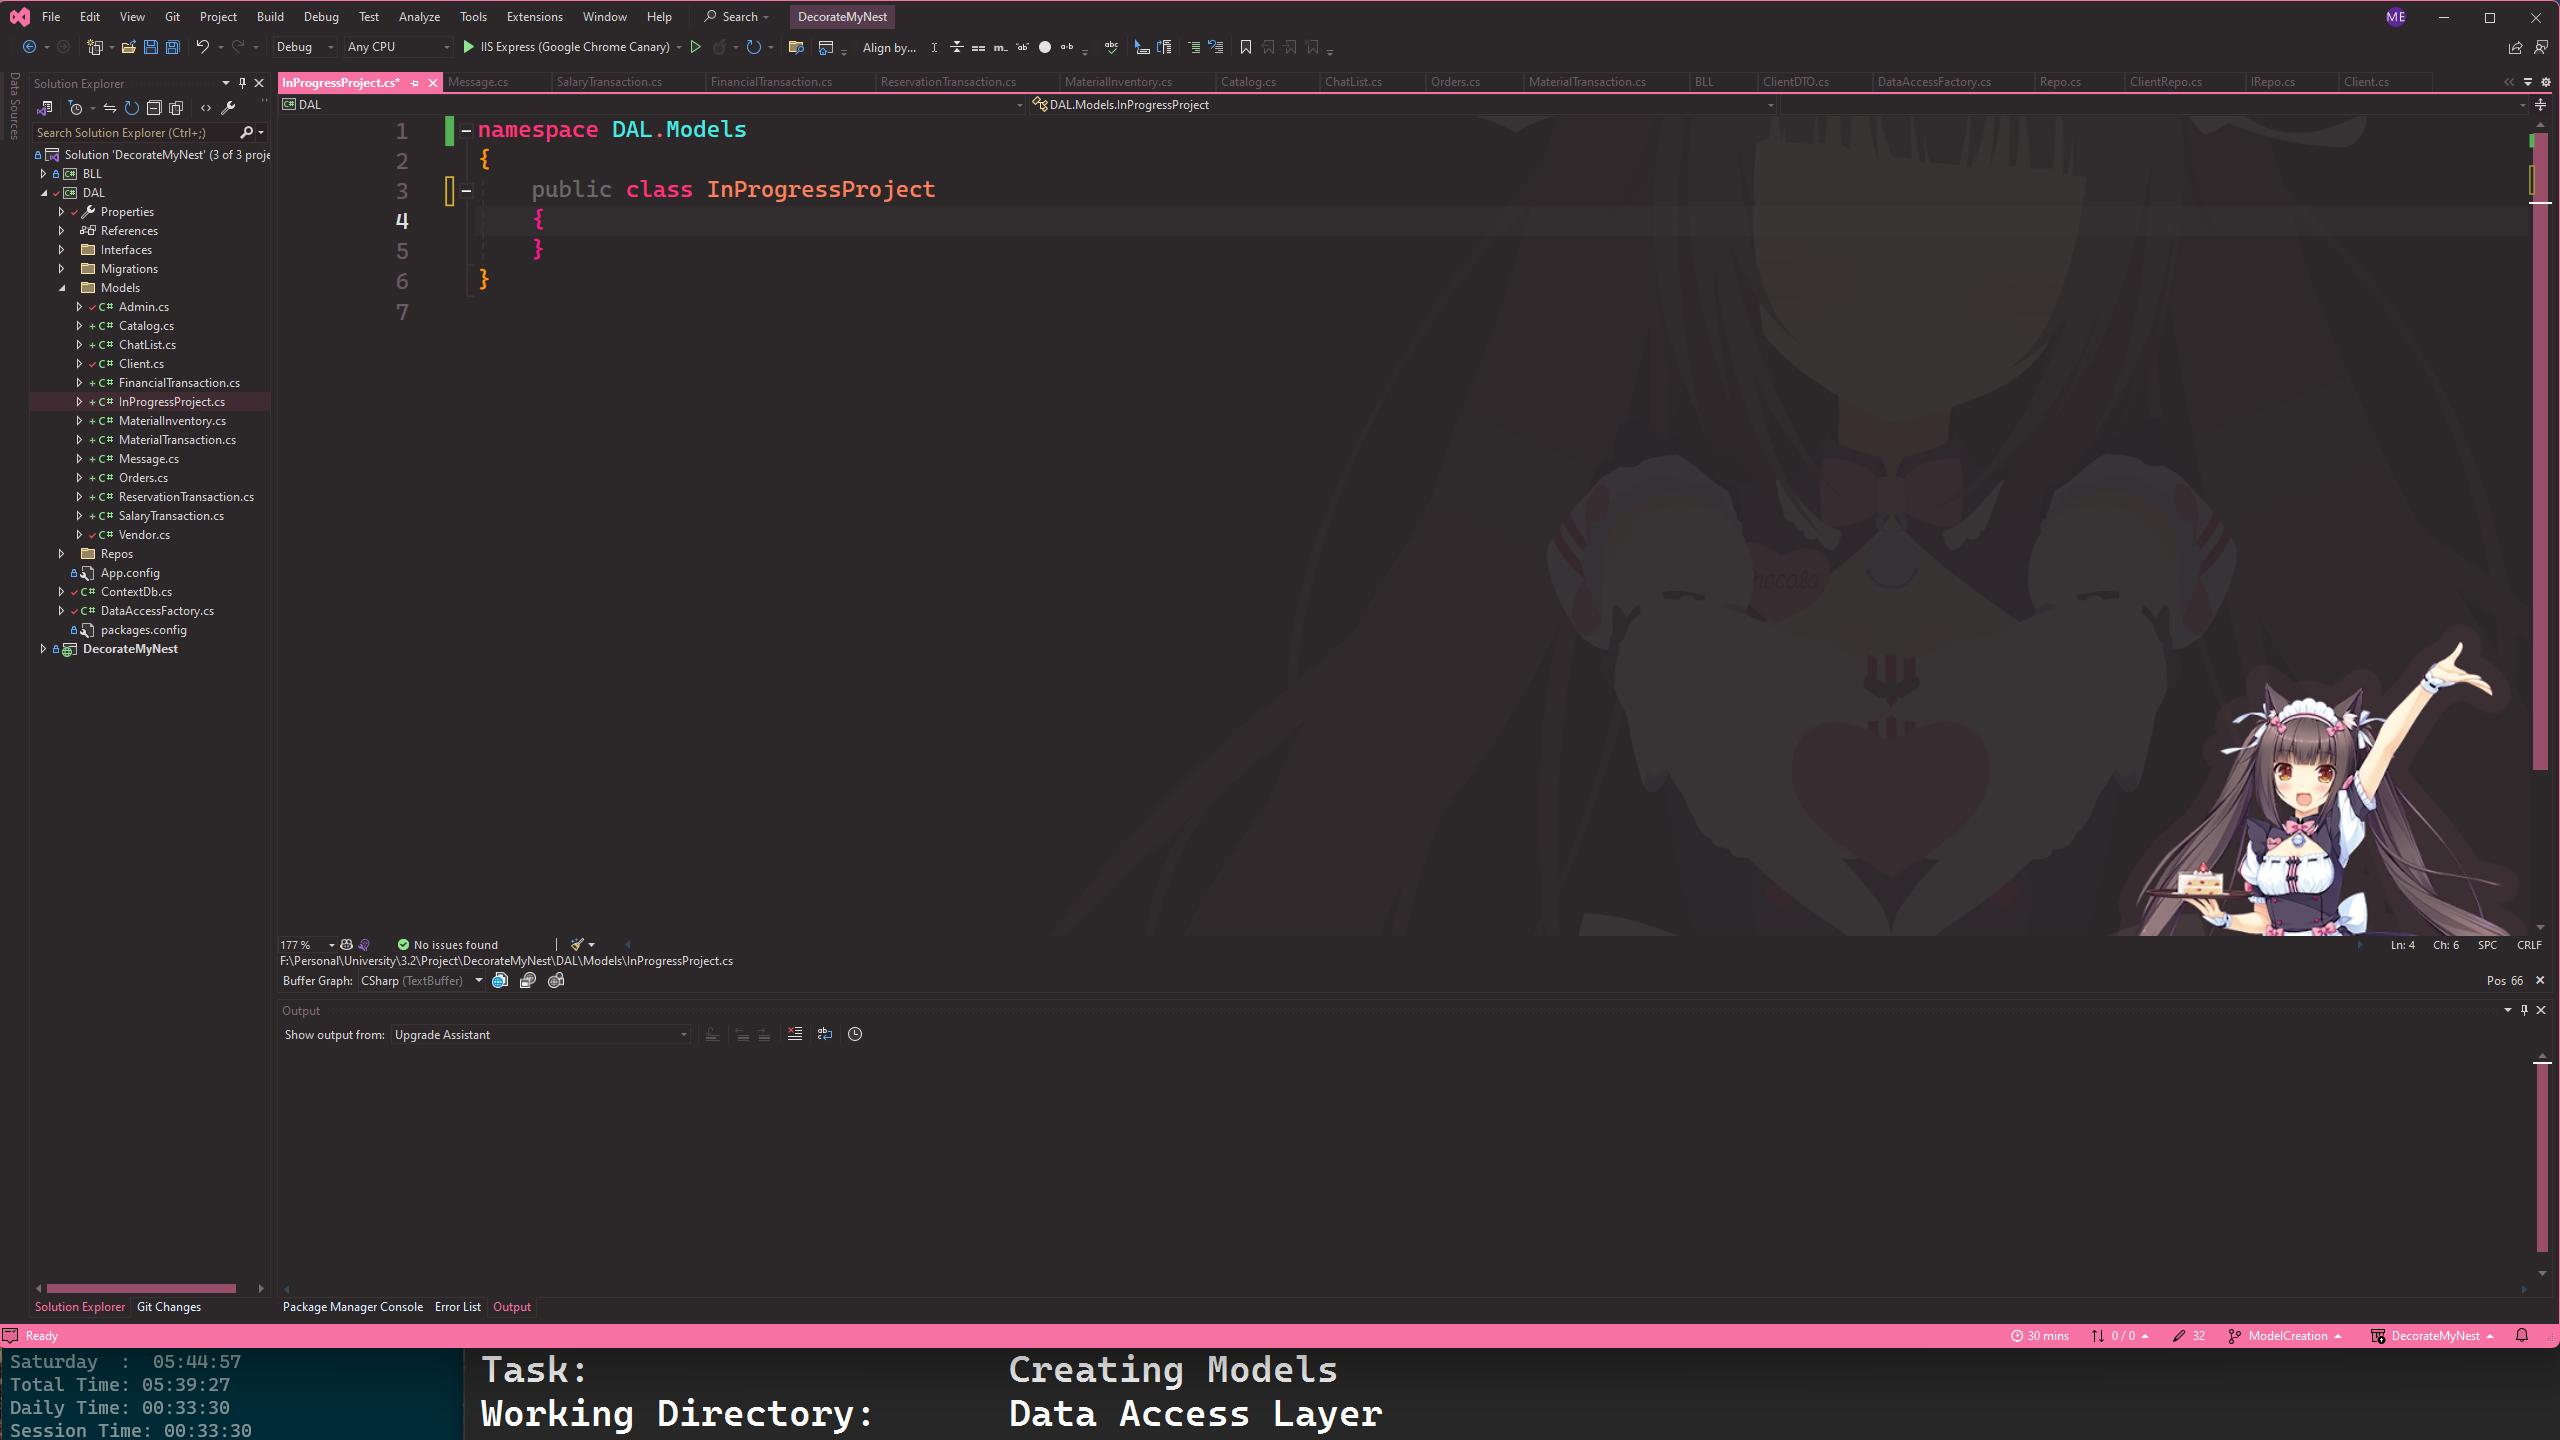 File Edit View Git Project Build Debug Test Analyze Tools Extensions Window Help Search DecorateMyNest ME
Debug Any CPU IIS Express (Google Chrome Canary) Align by...
Data Sources
Solution Explorer
Search Solution Explorer (Ctrl+;)
Solution 'DecorateMyNest' (3 of 3 proje
BLL
DAL
Properties
References
Interfaces
Migrations
Models
C# Admin.cs
C# Catalog.cs
C# ChatList.cs
C# Client.cs
C# FinancialTransaction.cs
C# InProgressProject.cs
C# MaterialInventory.cs
C# MaterialTransaction.cs
C# Message.cs
C# Orders.cs
C# ReservationTransaction.cs
C# SalaryTransaction.cs
C# Vendor.cs
Repos
App.config
C# ContextDb.cs
C# DataAccessFactory.cs
packages.config
DecorateMyNest
Solution Explorer Git Changes
InProgressProject.cs* Message.cs SalaryTransaction.cs FinancialTransaction.cs ReservationTransaction.cs MaterialInventory.cs Catalog.cs ChatList.cs Orders.cs MaterialTransaction.cs BLL ClientDTO.cs DataAccessFactory.cs Repo.cs ClientRepo.cs IRepo.cs Client.cs
DAL DAL.Models.InProgressProject
1 namespace DAL.Models
2 {
3 public class InProgressProject
4 {
5 }
6 }
7
177 % No issues found Ln: 4 Ch: 6 SPC CRLF
F:\Personal\University\3.2\Project\DecorateMyNest\DAL\Models\InProgressProject.cs
Buffer Graph: CSharp (TextBuffer) Pos 66
Output
Show output from: Upgrade Assistant
Package Manager Console Error List Output
Ready 30 mins 0 / 0 32 ModelCreation DecorateMyNest
Saturday : 05:44:57
Total Time: 05:39:27
Daily Time: 00:33:30
Session Time: 00:33:30
Task: Creating Models
Working Directory: Data Access Layer